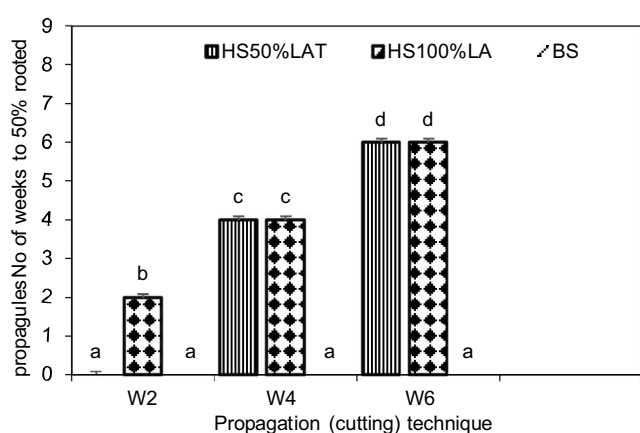 9
8
7
6
5
4
3
2
1
0
propagules No of weeks to 50% rooted
HS50%LAT HS100%LA BS
a b a
c c a
d d a
W2 W4 W6
Propagation (cutting) technique